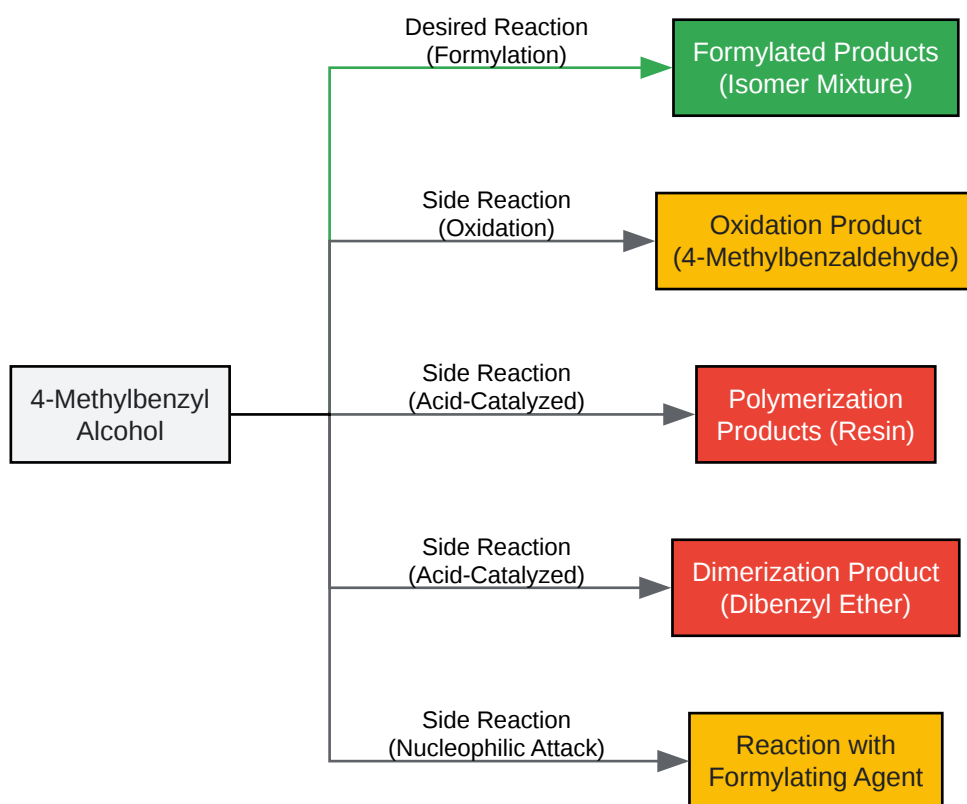 Desired Reaction
(Formylation)
Formylated Products
(Isomer Mixture)
Side Reaction
(Oxidation)
Oxidation Product
(4-Methylbenzaldehyde)
4-Methylbenzyl
Alcohol
Side Reaction
(Acid-Catalyzed)
Polymerization
Products (Resin)
Side Reaction
(Acid-Catalyzed)
Dimerization Product
(Dibenzyl Ether)
Side Reaction
(Nucleophilic Attack)
Reaction with
Formylating Agent